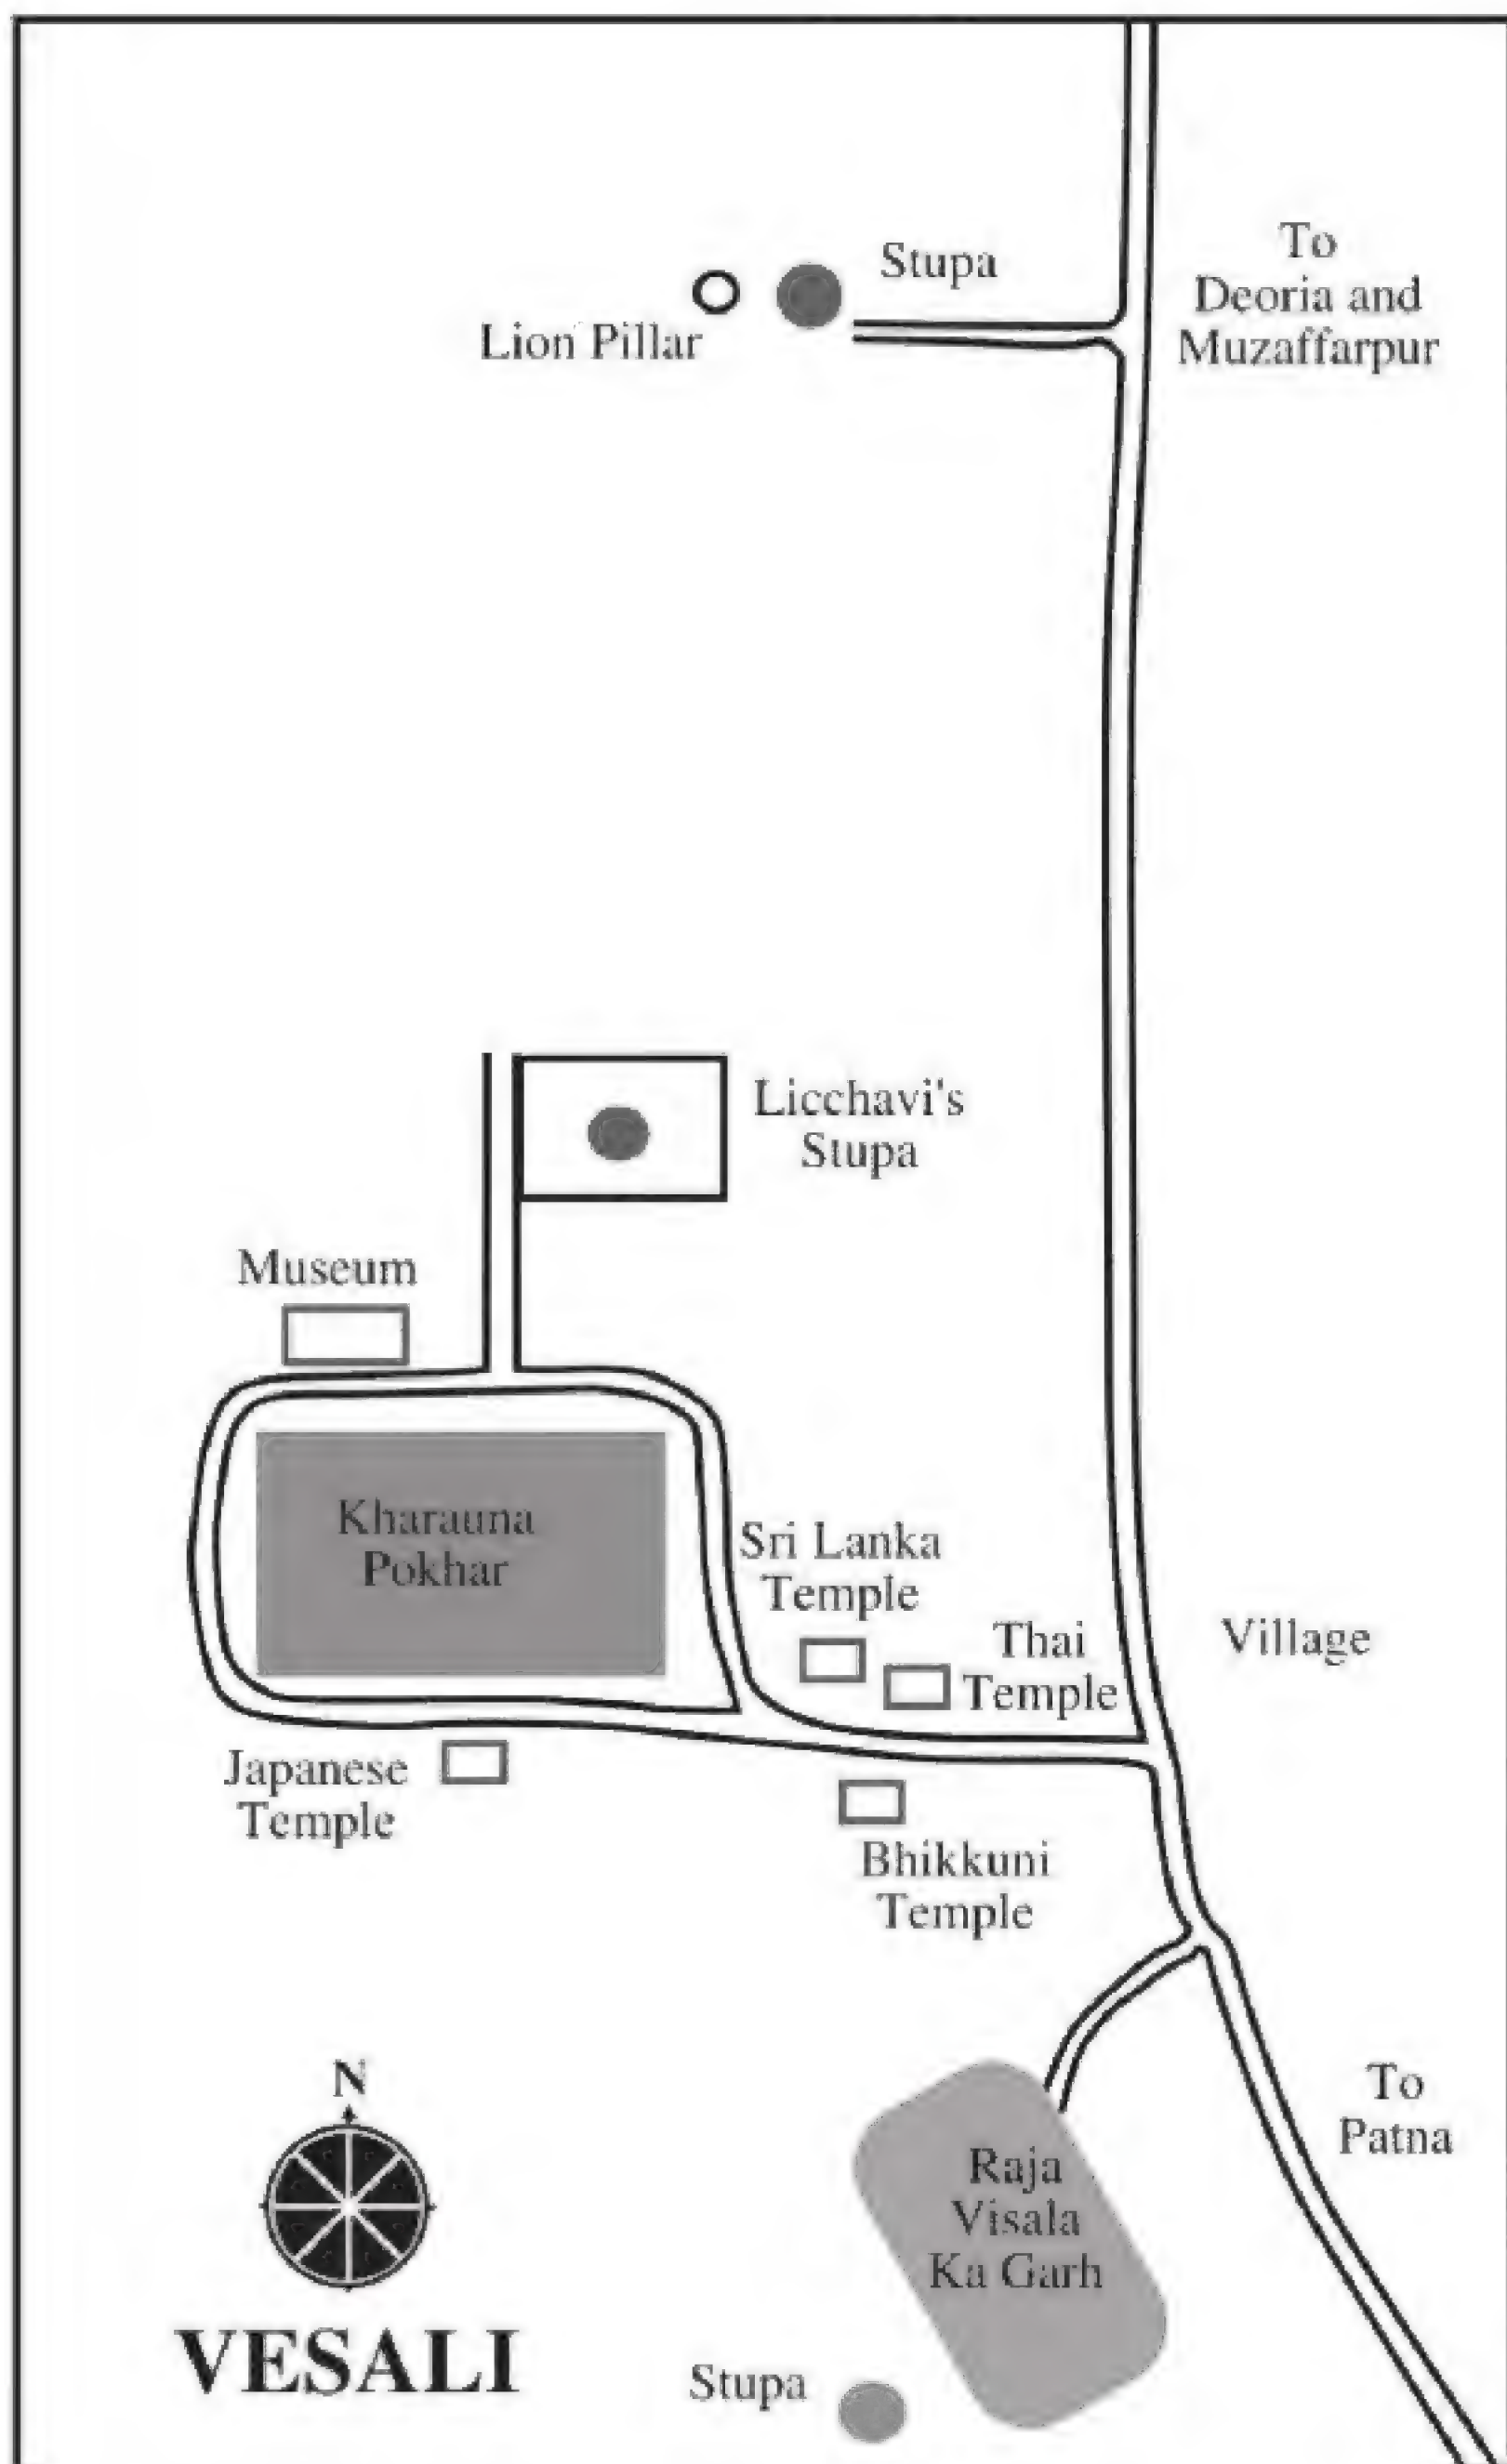 To
Deoria and
Muzaffarpur
Stupa
Lion Pillar
Licchavi's
Stupa
Museum
Kharauna
Pokhar
Sri Lanka
Temple
Thai
Temple
Village
Japanese
Temple
Bhikkuni
Temple
N
To
Patna
Raja
Visala
Ka Garh
VESALI
Stupa